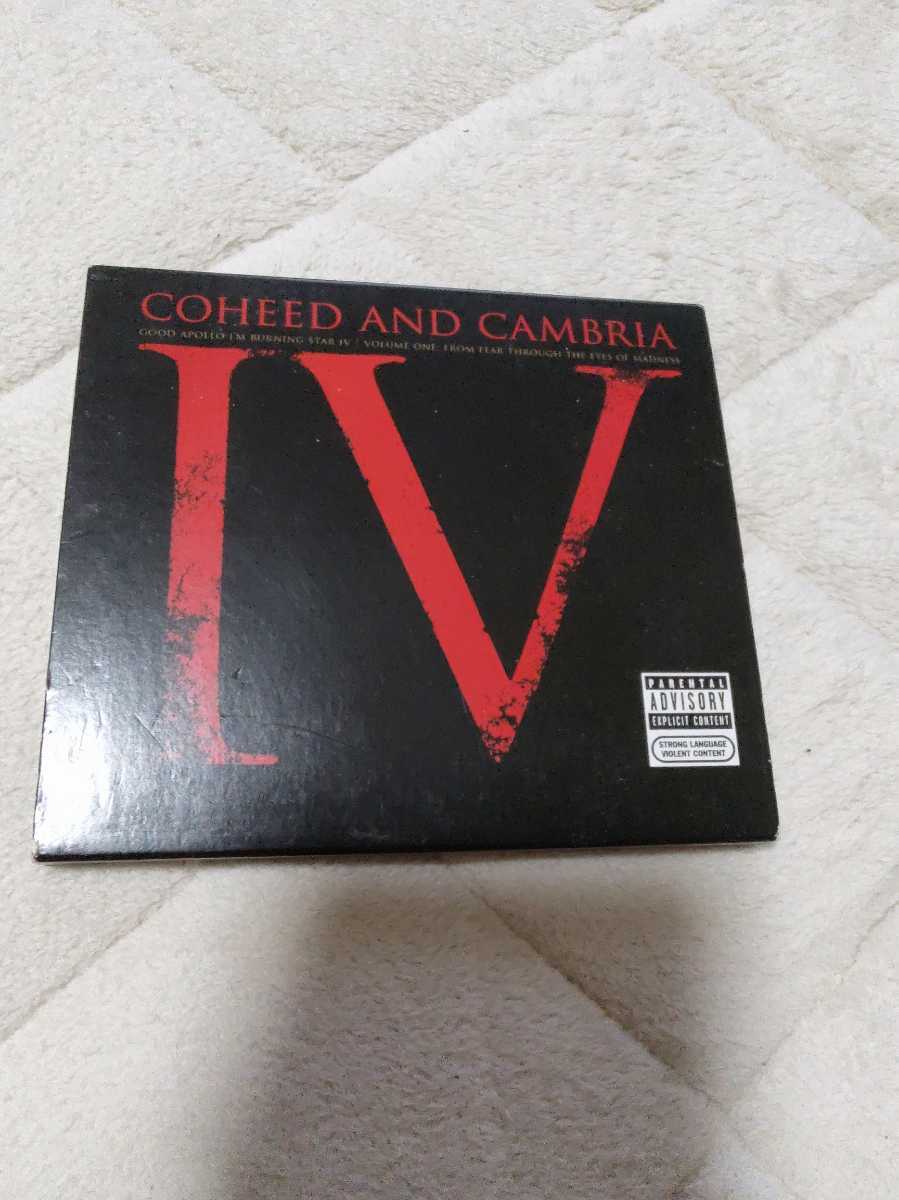 COHEED AND CAMBRIA
GOOD APOLLO I'M BURNING STAR IV | VOLUME ONE: FROM FEAR THROUGH THE EYES OF MADNESS
IV
PARENTAL
ADVISORY
EXPLICIT CONTENT
STRONG LANGUAGE
VIOLENT CONTENT